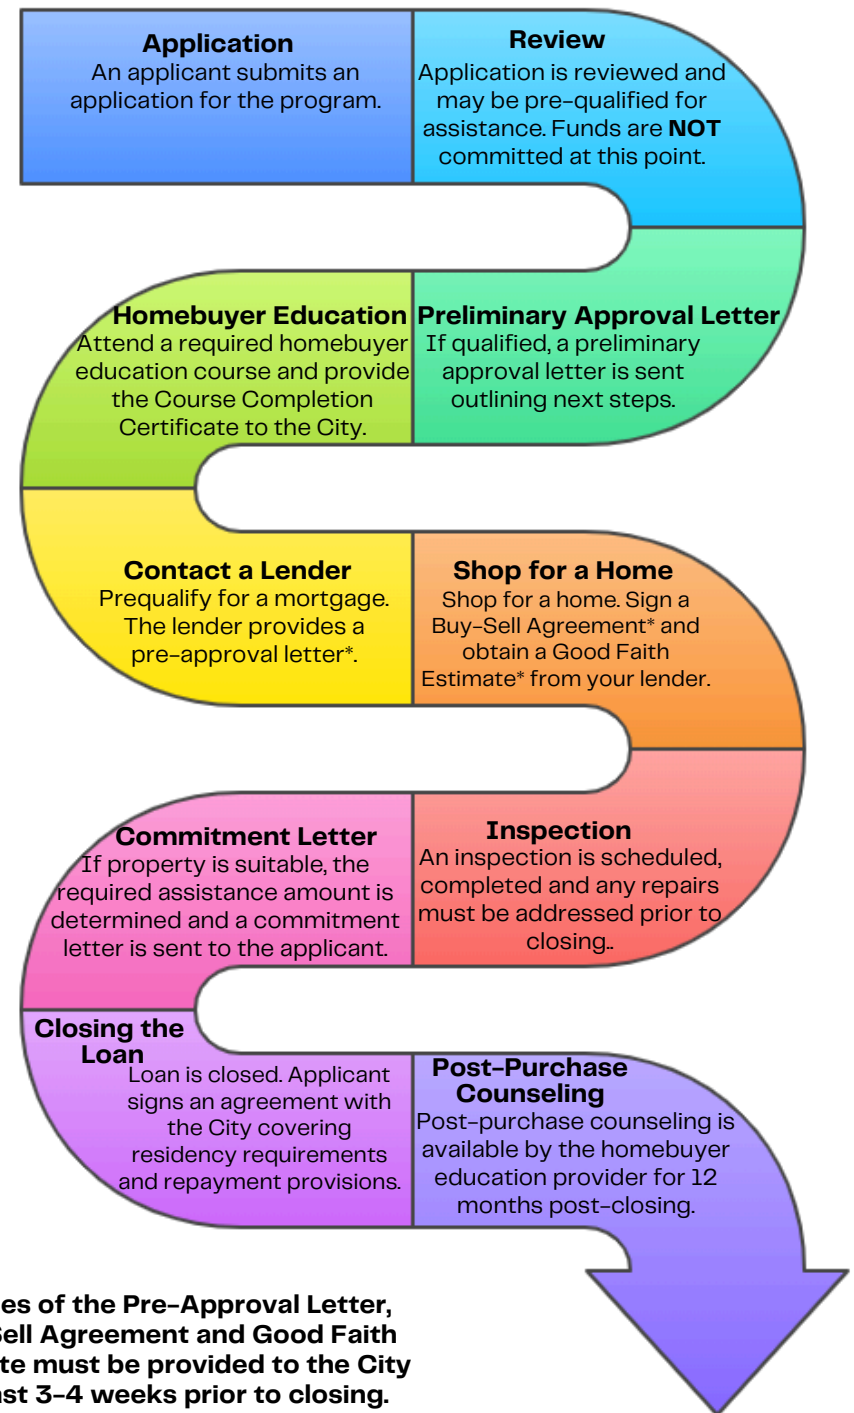 Application
An applicant submits an
application for the program.
Review
Application is reviewed and
may be pre-qualified for
assistance. Funds are NOT
committed at this point.
Preliminary Approval Letter
If qualified, a preliminary
approval letter is sent
outlining next steps.
Homebuyer Education
Attend a required homebuyer
education course and provide
the Course Completion
Certificate to the City.
Contact a Lender
Prequalify for a mortgage.
The lender provides a
pre-approval letter*.
Shop for a Home
Shop for a home. Sign a
Buy-Sell Agreement* and
obtain a Good Faith
Estimate* from your lender.
Inspection
An inspection is scheduled,
completed and any repairs
must be addressed prior to
closing..
Commitment Letter
If property is suitable, the
required assistance amount is
determined and a commitment
letter is sent to the applicant.
Closing the
Loan
Loan is closed. Applicant
signs an agreement with
the City covering
residency requirements
and repayment provisions.
Post-Purchase
Counseling
Post-purchase counseling is
available by the homebuyer
education provider for 12
months post-closing.
of the Pre-Approval Letter,
Agreement and Good Faith
must be provided to the City
3-4 weeks prior to closing.